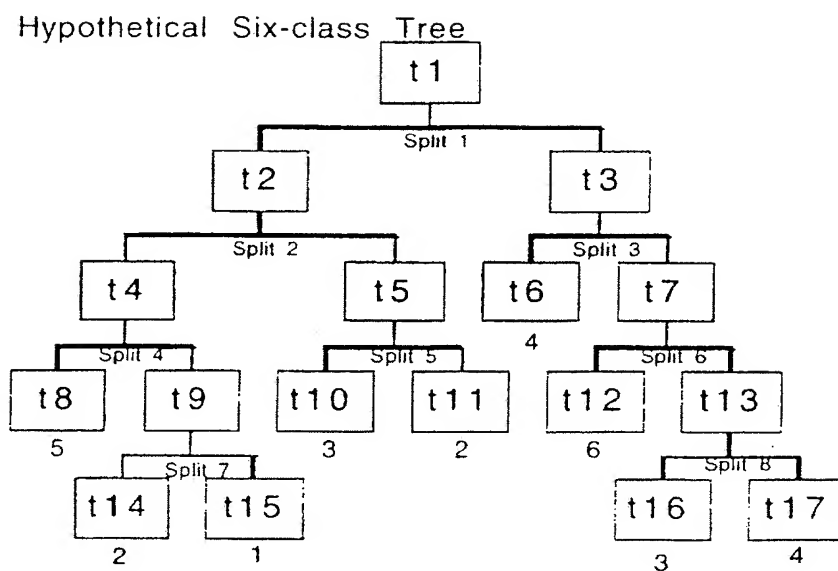 Hypothetical Six-class Tree
t1
Split 1
t2 t3
Split 2 Split 3
t4 t5 t6 t7
4
Split 4 Split 5 Split 6
t8 t9 t10 t11 t12 t13
5 3 2 6
Split 7 Split 8
t14 t15 t16 t17
2 1 3 4